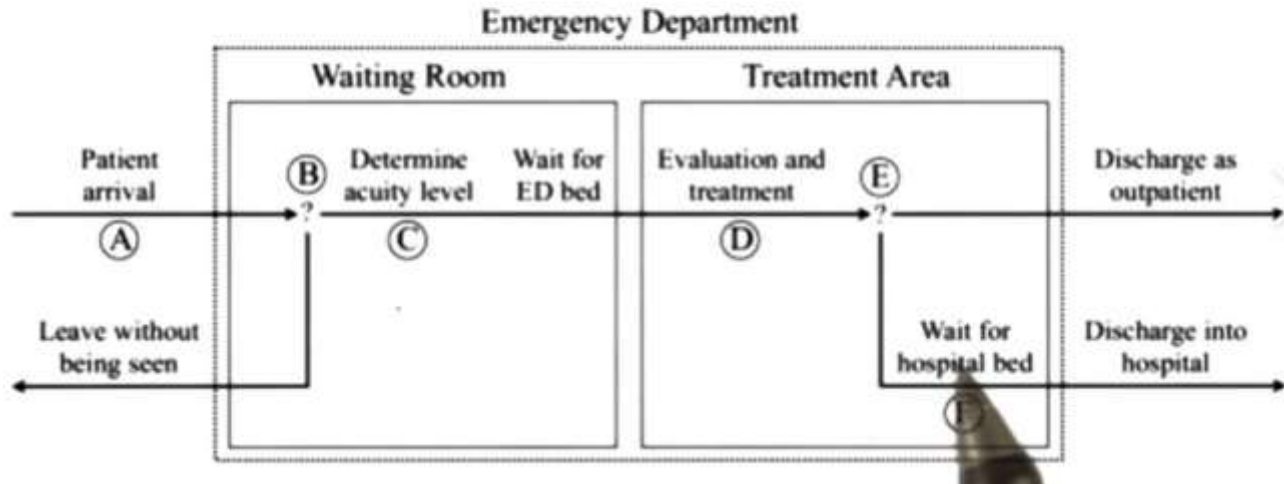 Emergency Department
Waiting Room
Treatment Area
Patient
arrival
A
B
?
Determine
acuity level
C
Wait for
ED bed
Evaluation and
treatment
D
E
?
Discharge as
outpatient
Leave without
being seen
Wait for
hospital bed
F
Discharge into
hospital